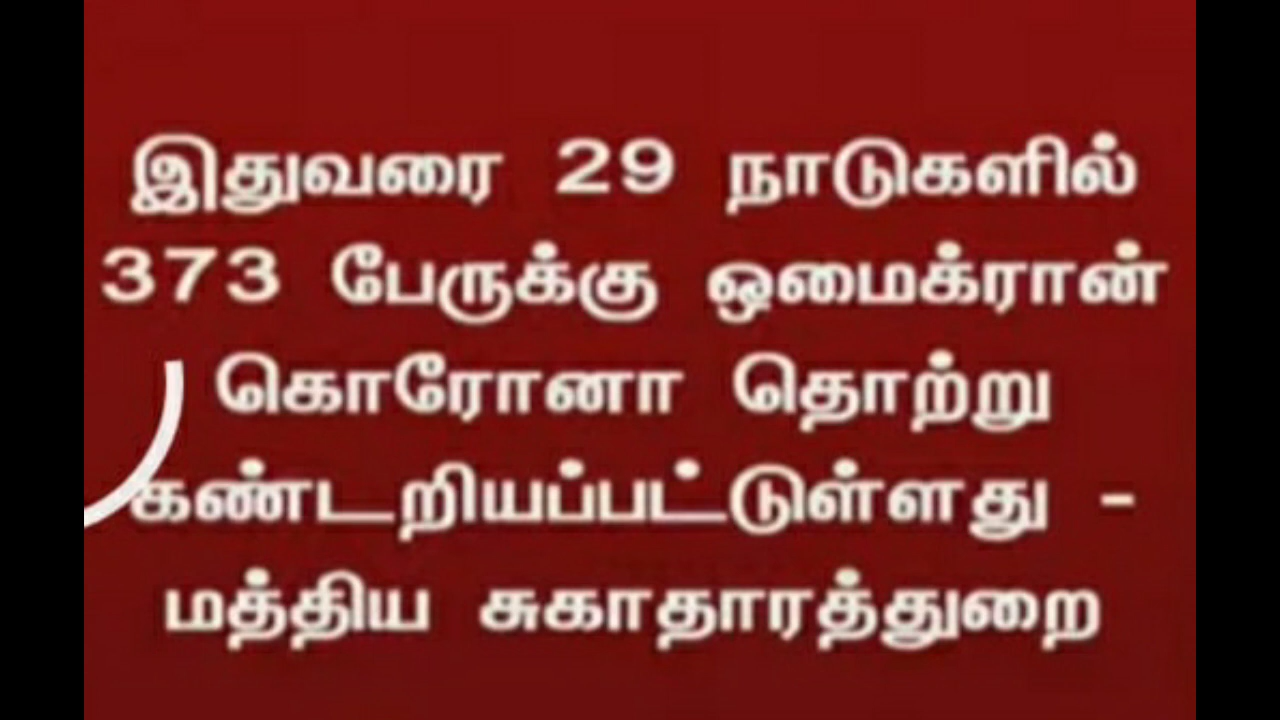 இதுவரை 29 நாடுகளில்
373 பேருக்கு ஒமைக்ரான்
கொரோனா தொற்று
கண்டறியப்பட்டுள்ளது -
மத்திய சுகாதாரத்துறை